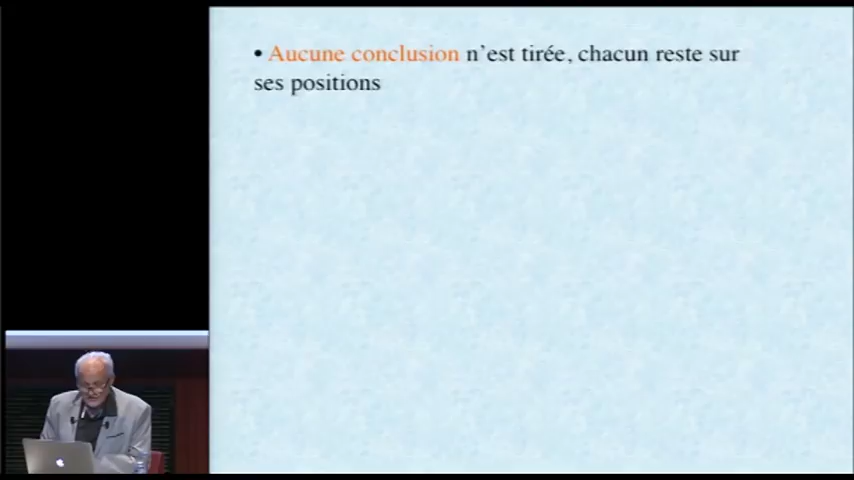 • Aucune conclusion n'est tirée, chacun reste sur
ses positions